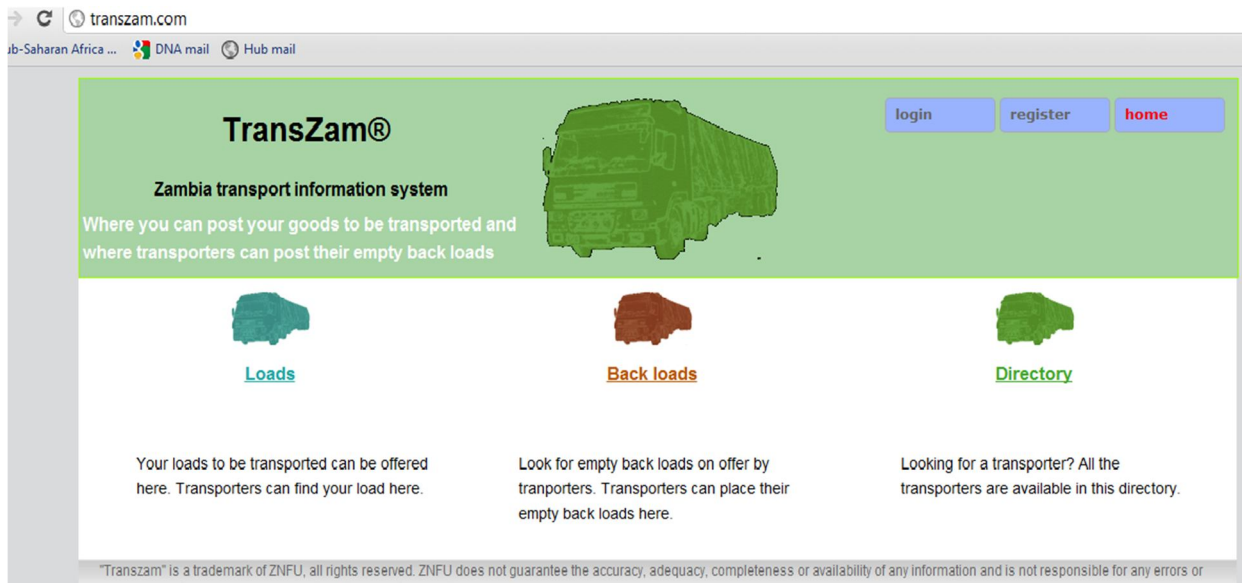 transzam.com
ub-Saharan Africa ... DNA mail Hub mail
TransZam®
login register home
Zambia transport information system
Where you can post your goods to be transported and
where transporters can post their empty back loads
Loads
Back loads
Directory
Your loads to be transported can be offered
here. Transporters can find your load here.
Look for empty back loads on offer by
tranporters. Transporters can place their
empty back loads here.
Looking for a transporter? All the
transporters are available in this directory.
"Transzam" is a trademark of ZNFU, all rights reserved. ZNFU does not guarantee the accuracy, adequacy, completeness or availability of any information and is not responsible for any errors or